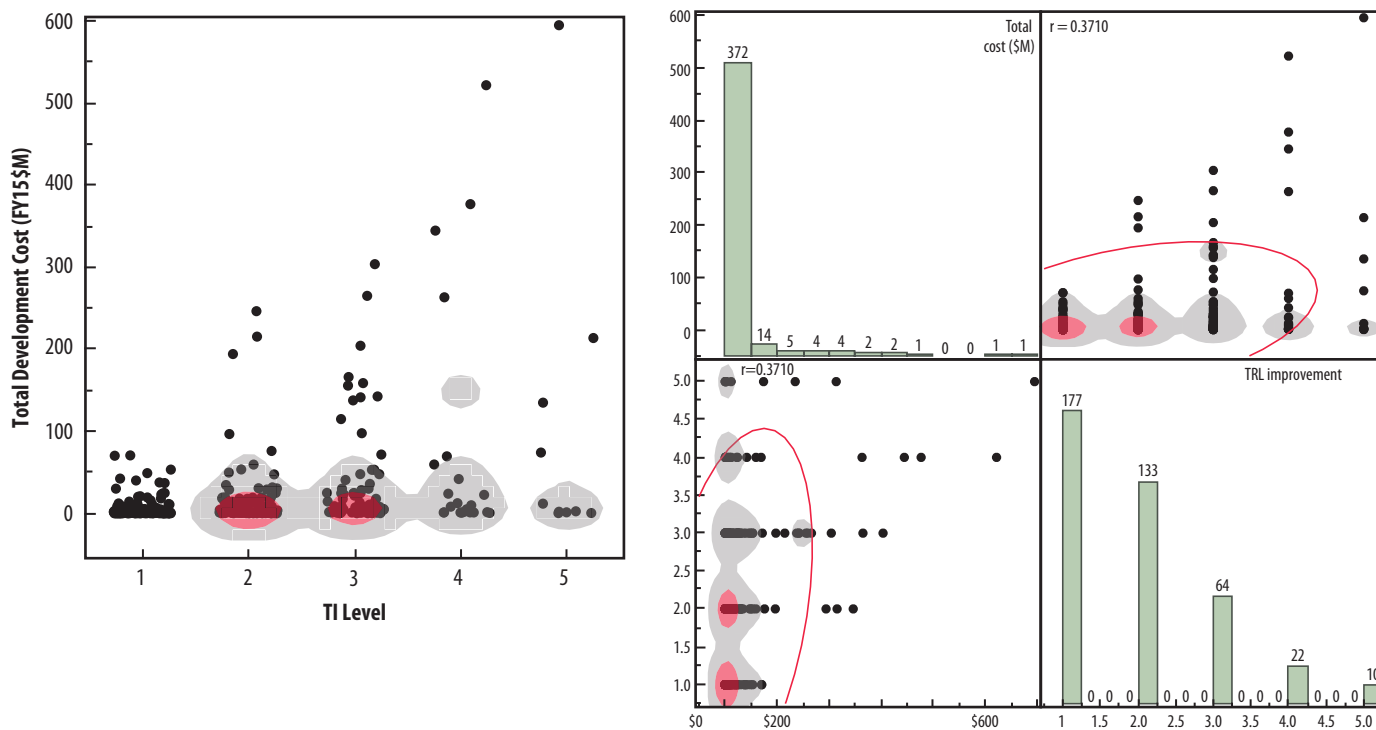 600
500
400
300
200
100
0
Total Development Cost (FY15$M)
1 2 3 4 5
TI Level
600
500
400
300
200
100
0
Total
cost ($M)
372
14 5 4 4 2 2 1 0 0 1 1
r = 0.3710
r=0.3710
5.0
4.5
4.0
3.5
3.0
2.5
2.0
1.5
1.0
$0 $200 $600
TRL improvement
177
133
64
22
10
0 0 0 0 0 0 0 0 0 0 0 0
1 1.5 2.0 2.5 3.0 3.5 4.0 4.5 5.0